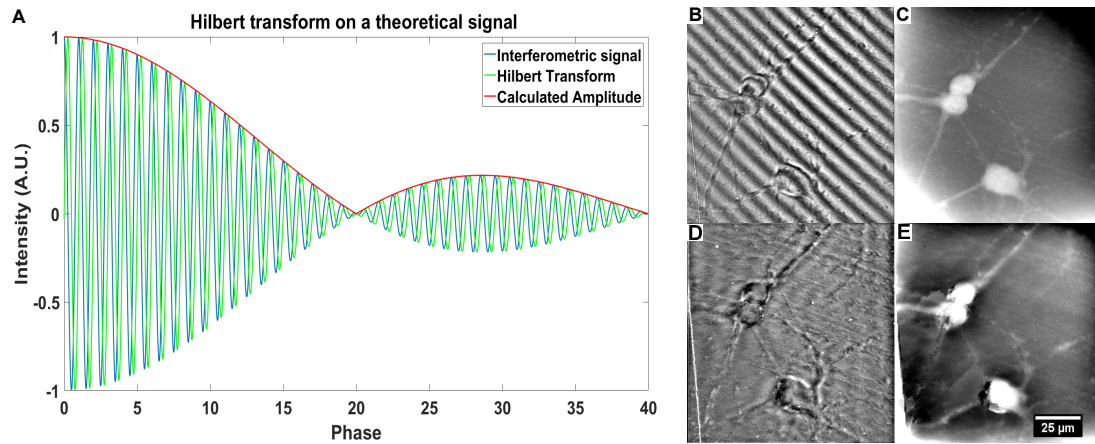 A
Hilbert transform on a theoretical signal
Interferometric signal
Hilbert Transform
Calculated Amplitude
Intensity (A.U.)
1
0.5
0
-0.5
-1
0 5 10 15 20 25 30 35 40
Phase
B
C
D
E
25 µm